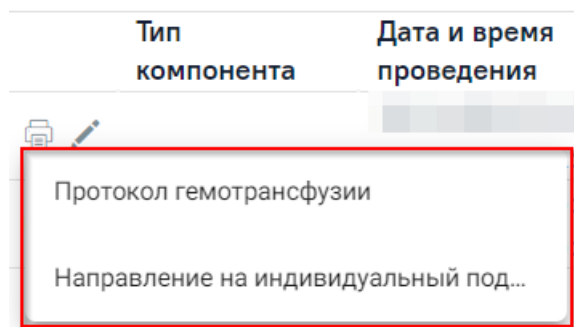 Тип Дата и время
компонента проведения
Протокол гемотрансфузии
Направление на индивидуальный под...